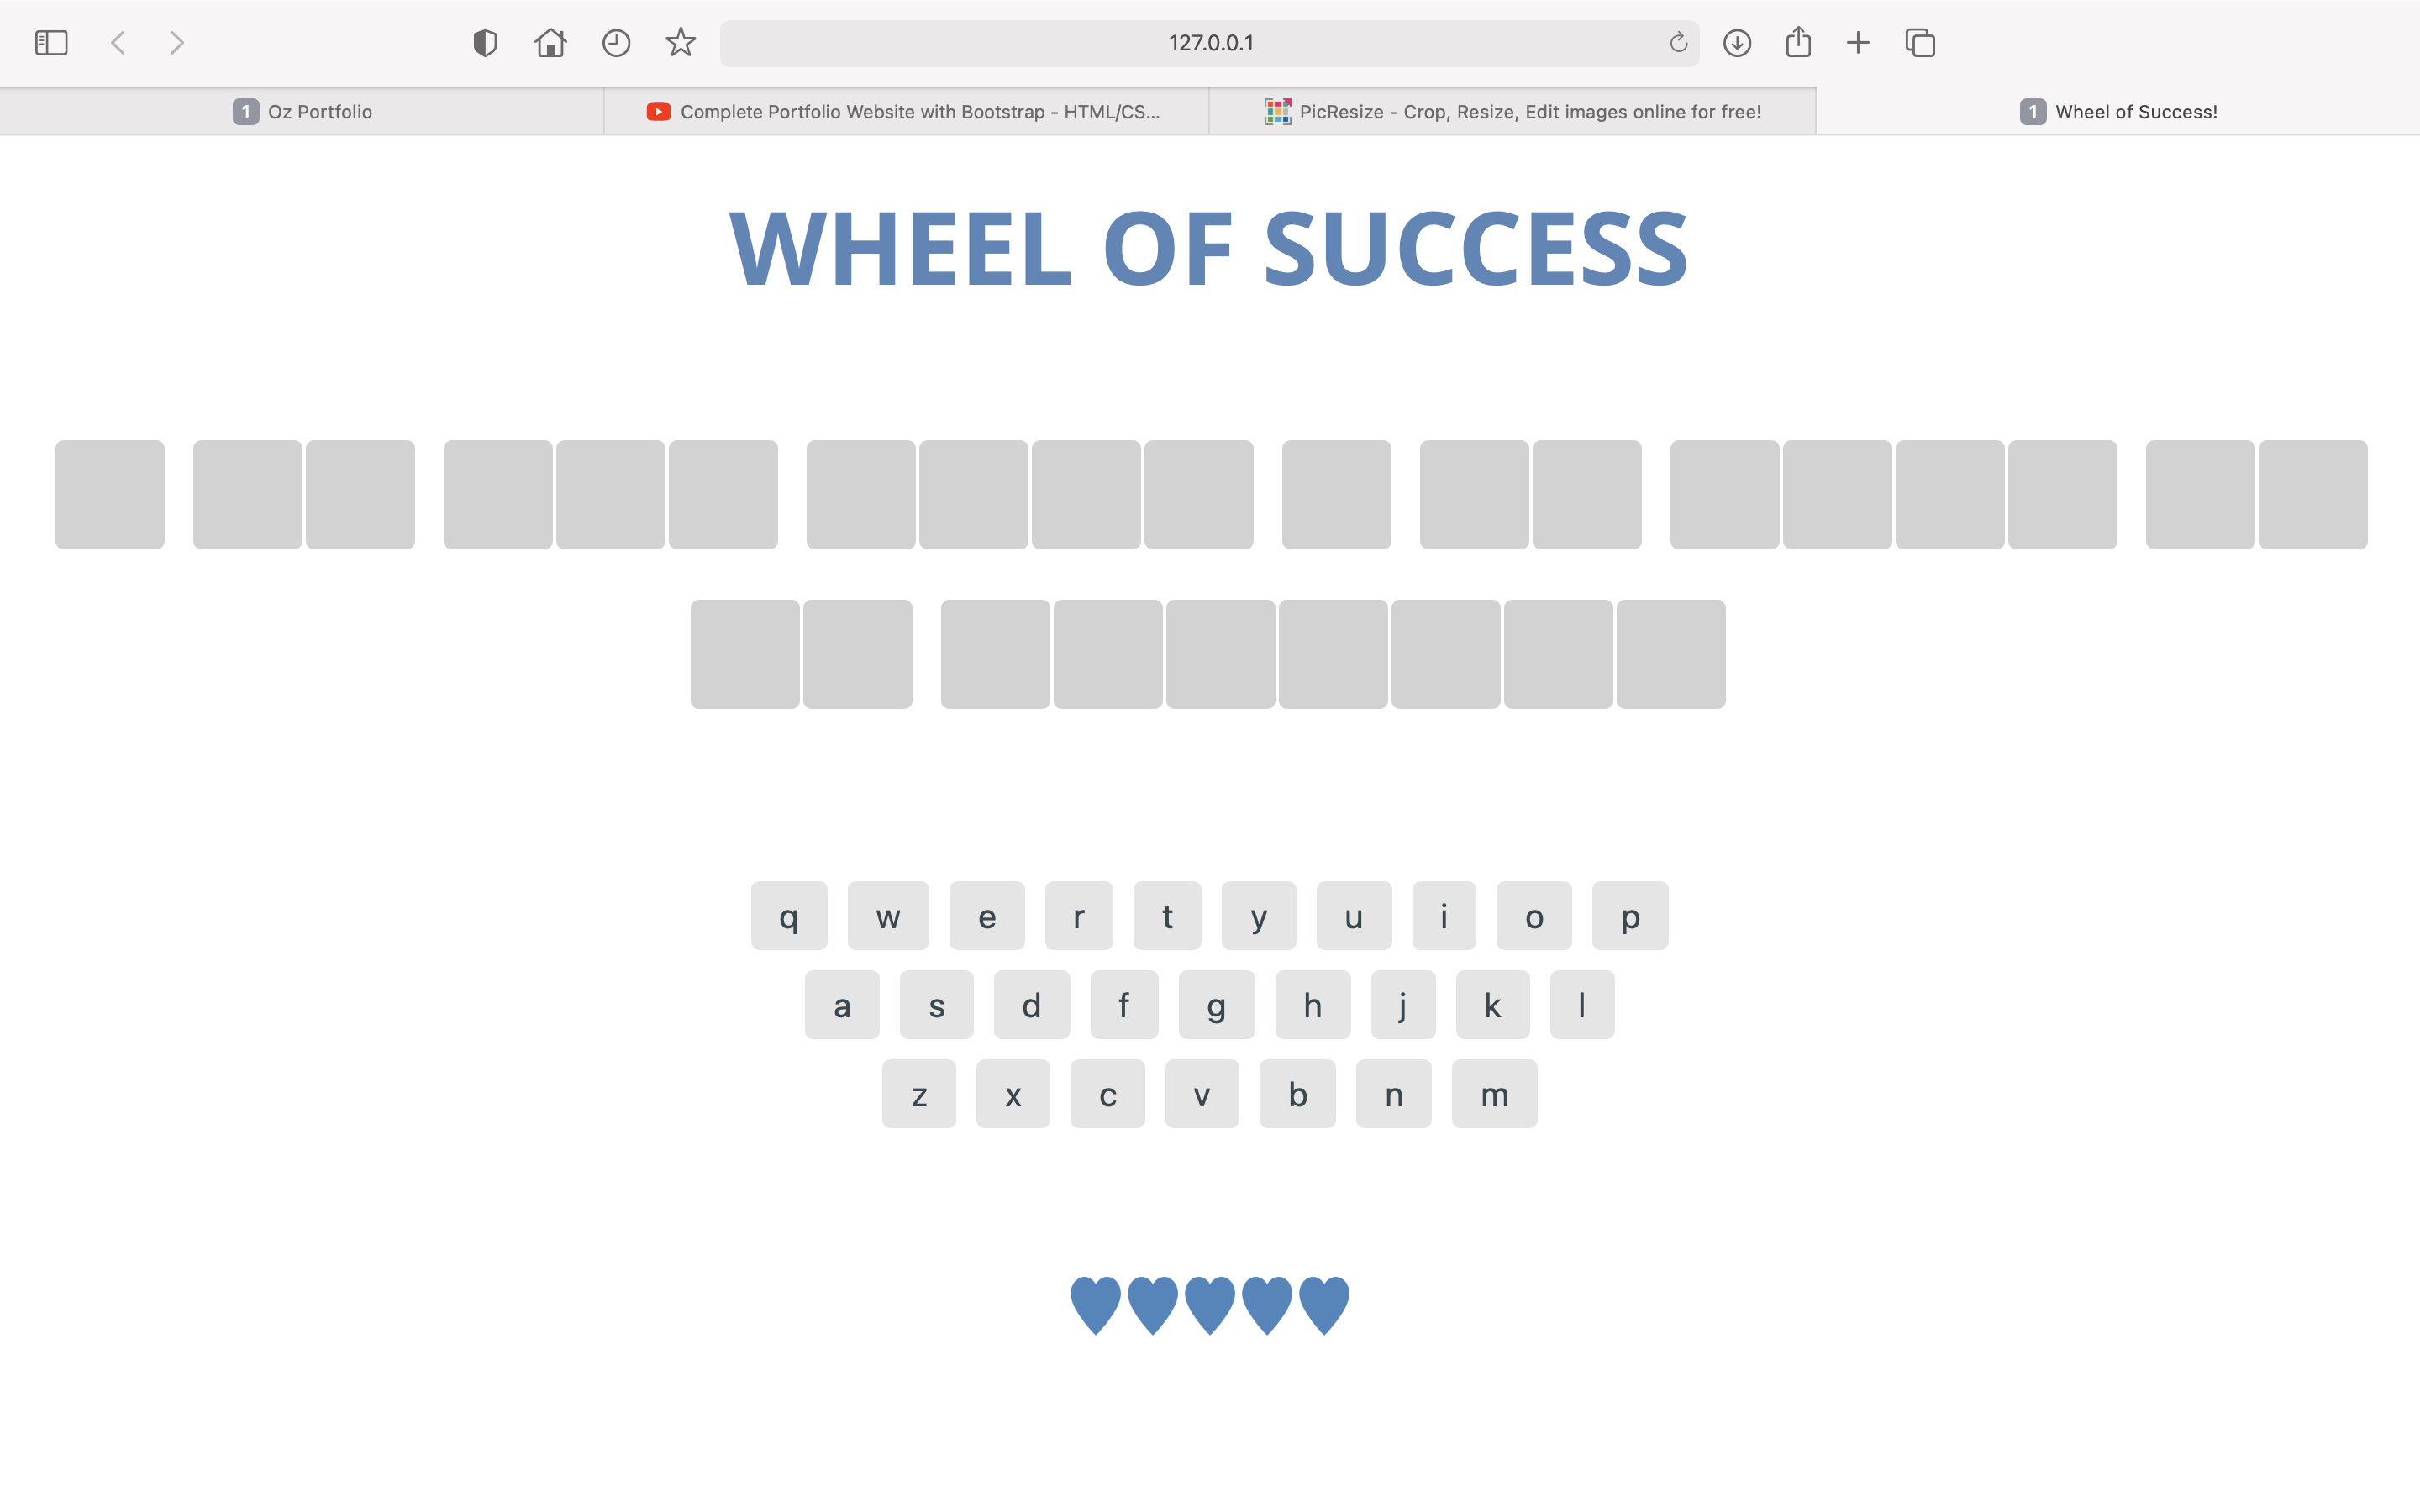 127.0.0.1
1 Oz Portfolio
Complete Portfolio Website with Bootstrap - HTML/CS...
PicResize - Crop, Resize, Edit images online for free!
1 Wheel of Success!
WHEEL OF SUCCESS
q w e r t y u i o p
a s d f g h j k l
z x c v b n m